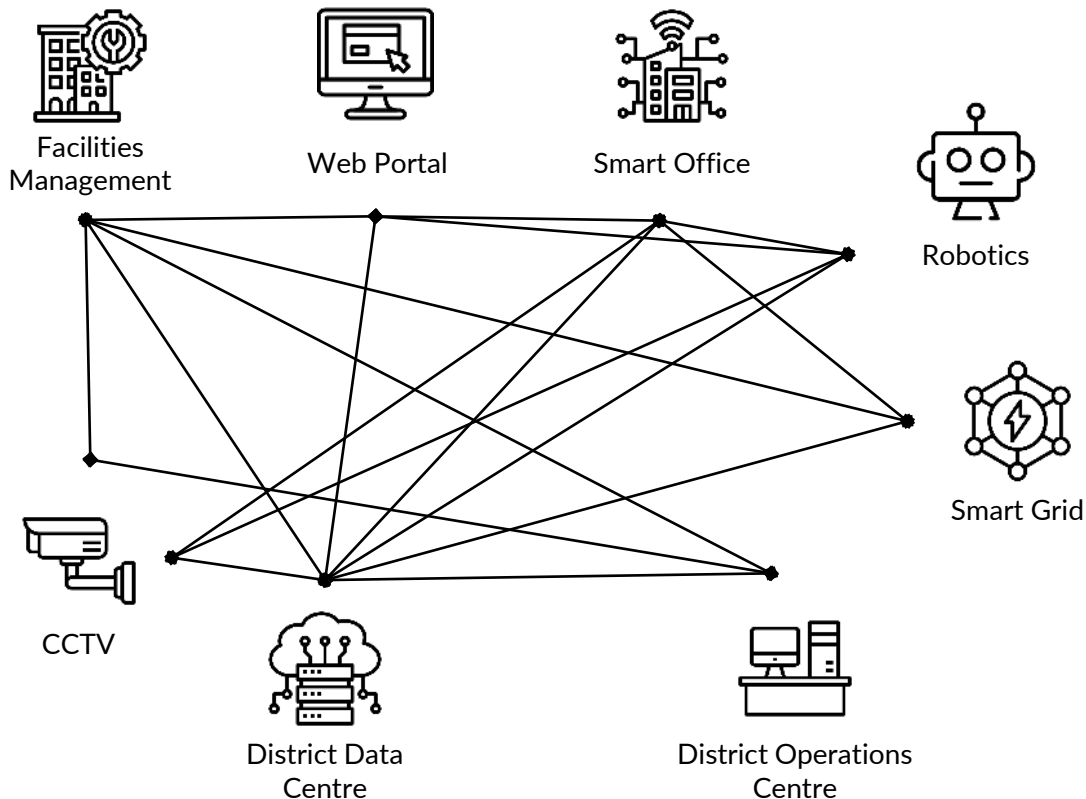 Facilities
Management
Web Portal
Smart Office
Robotics
Smart Grid
CCTV
District Data
Centre
District Operations
Centre